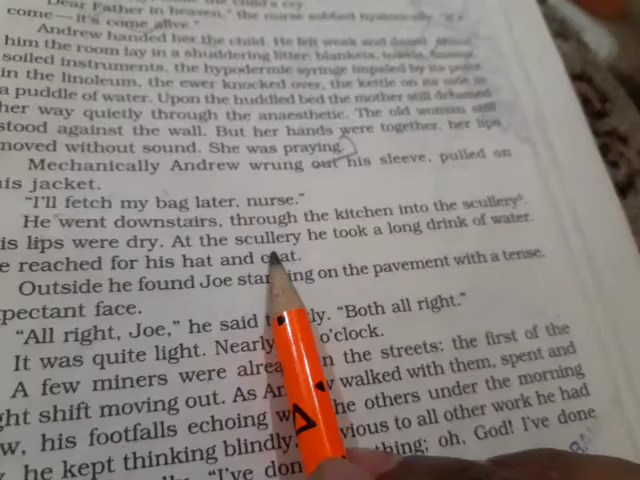 Dear Father in heaven," the nurse sobbed hysterically, "it's
come—it's come alive."
Andrew handed her the child. He felt weak and dazed. About
him the room lay in a shuddering litter: blankets, towels,
soiled instruments, the hypodermic syringe impaled by its point
in the linoleum, the ewer knocked over, the kettle on its side in
a puddle of water. Upon the huddled bed the mother still dreamed
her way quietly through the anaesthetic. The old woman still
stood against the wall. But her hands were together, her lips
moved without sound. She was praying.
Mechanically Andrew wrung out his sleeve, pulled on
is jacket.
"I'll fetch my bag later, nurse."
He went downstairs, through the kitchen into the scullery.
is lips were dry. At the scullery he took a long drink of water.
e reached for his hat and coat.
Outside he found Joe standing on the pavement with a tense,
pectant face.
"All right, Joe," he said "Both all right."
It was quite light. Nearly o'clock.
A few miners were in the streets: the first of the
ght shift moving out. As walked with them, spent and
w, his footfalls echoing the others under the morning
he kept thinking blindly, to all other work he had
"I've done thing; oh, God! I've done